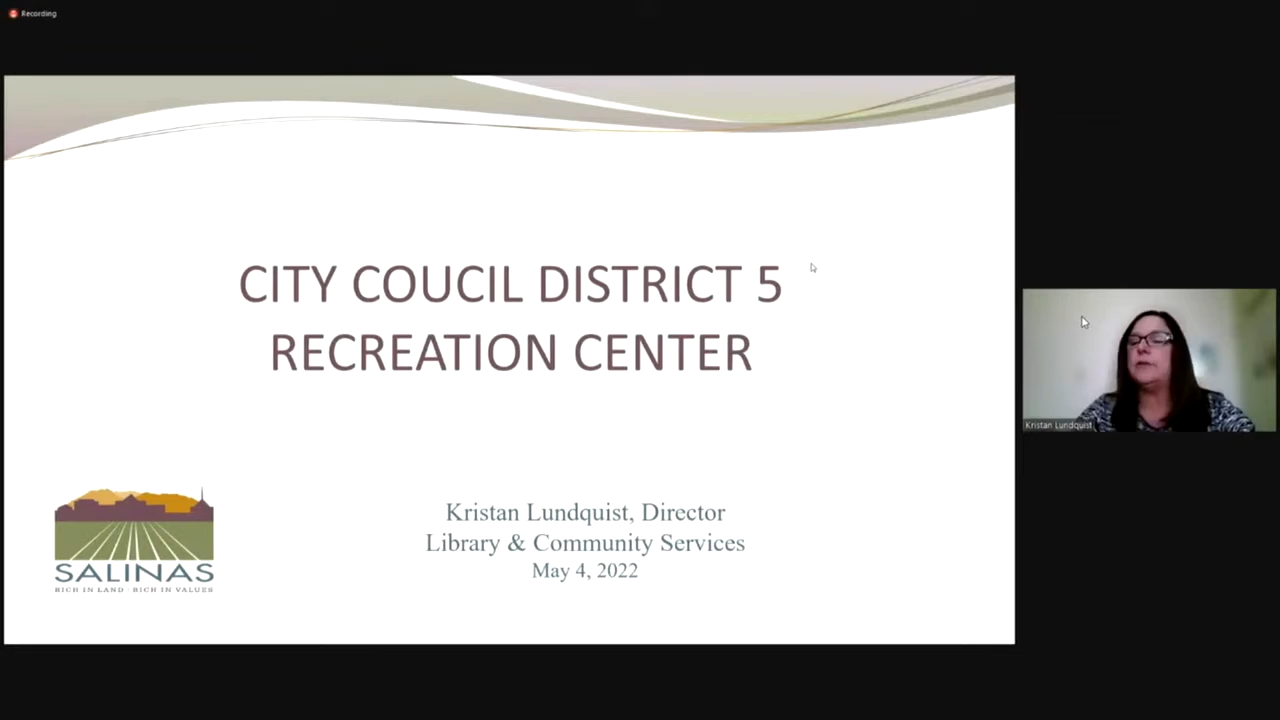 Recording
CITY COUCIL DISTRICT 5
RECREATION CENTER
Kristan Lundquist
Kristan Lundquist, Director
Library & Community Services
May 4, 2022
SALINAS
RICH IN LAND · RICH IN VALUES